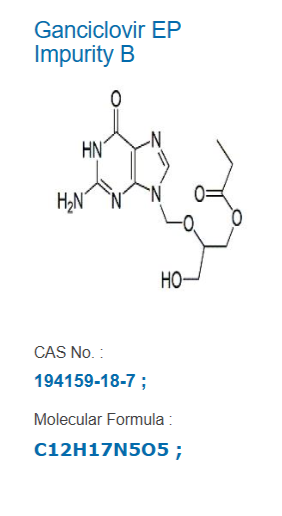 Ganciclovir EP
Impurity B
O
HN
N
H₂N
N
N
O
O
O
HO
CAS No. :
194159-18-7 ;
Molecular Formula :
C12H17N5O5 ;